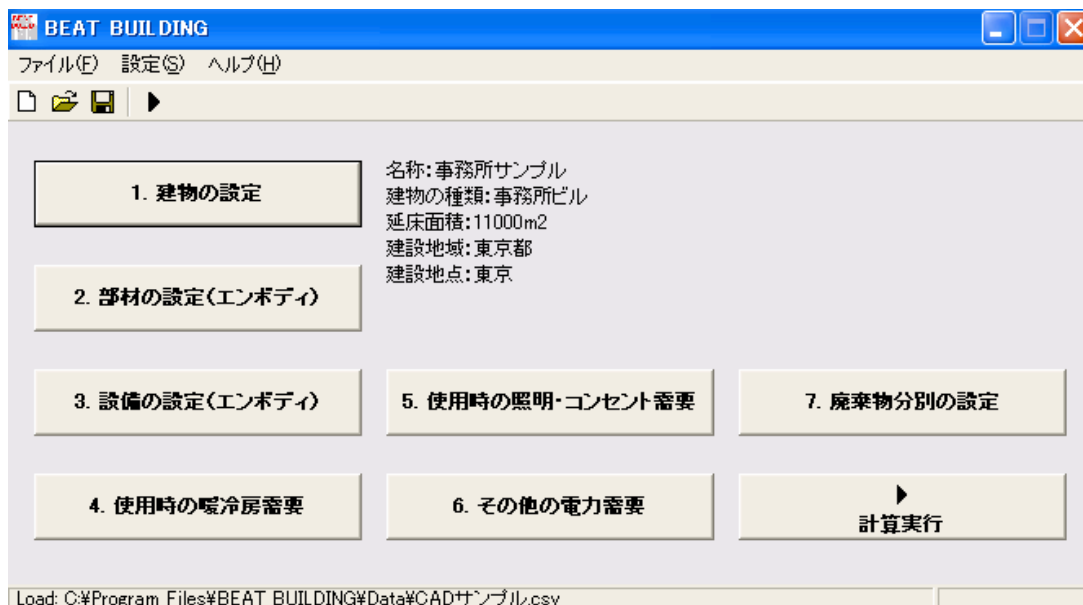 BEAT BUILDING
ファイル(F) 設定(S) ヘルプ(H)
1. 建物の設定
名称:事務所サンプル
建物の種類:事務所ビル
延床面積:11000m2
建設地域:東京都
建設地点:東京
2. 部材の設定(エンボディ)
3. 設備の設定(エンボディ)
5. 使用時の照明・コンセント需要
7. 廃棄物分別の設定
4. 使用時の暖冷房需要
6. その他の電力需要
計算実行
Load: C:¥Program Files¥BEAT BUILDING¥Data¥CADサンプル.csv